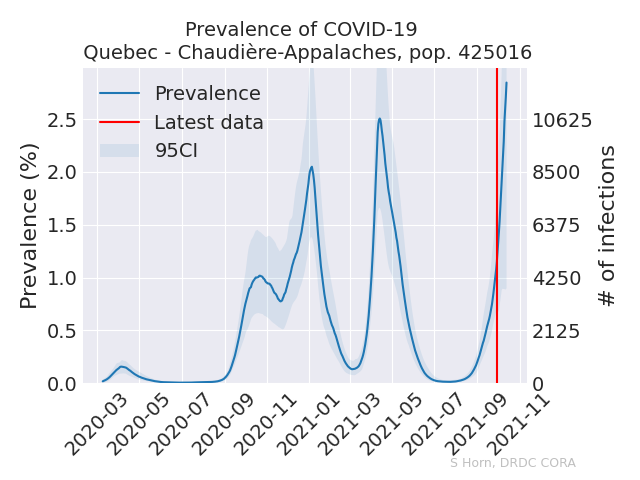 Prevalence of COVID-19
Quebec - Chaudière-Appalaches, pop. 425016
Prevalence
Latest data
95CI
Prevalence (%)
2.5
2.0
1.5
1.0
0.5
0.0
10625
8500
6375
4250
2125
0
# of infections
2020-03
2020-05
2020-07
2020-09
2020-11
2021-01
2021-03
2021-05
2021-07
2021-09
2021-11
S Horn, DRDC CORA